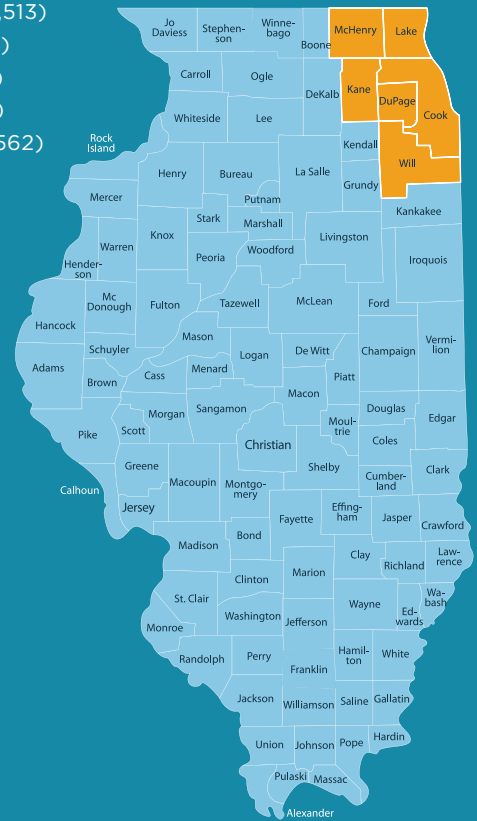 ,513)
)
)
)
562)
Jo
Daviess
Stephen-
son
Winne-
bago
Boone
McHenry
Lake
Carroll
Ogle
DeKalb
Kane
DuPage
Cook
Whiteside
Lee
Kendall
Will
Rock
Island
Henry
Bureau
La Salle
Grundy
Putnam
Mercer
Kankakee
Stark
Marshall
Knox
Warren
Peoria
Woodford
Livingston
Iroquois
Hender-
son
Mc
Donough
Fulton
Tazewell
McLean
Ford
Hancock
Mason
Schuyler
Logan
De Witt
Champaign
Vermi-
lion
Adams
Brown
Cass
Menard
Piatt
Macon
Morgan
Sangamon
Douglas
Edgar
Pike
Scott
Christian
Moul-
trie
Coles
Greene
Shelby
Clark
Calhoun
Macoupin
Montgo-
mery
Cumber-
land
Jersey
Fayette
Effing-
ham
Jasper
Crawford
Madison
Bond
Clay
Richland
Law-
rence
Clinton
Marion
St. Clair
Wayne
Ed-
wards
Wa-
bash
Washington
Jefferson
Monroe
Randolph
Perry
Hamil-
ton
White
Franklin
Jackson
Williamson
Saline
Gallatin
Union
Johnson
Pope
Hardin
Pulaski
Massac
Alexander